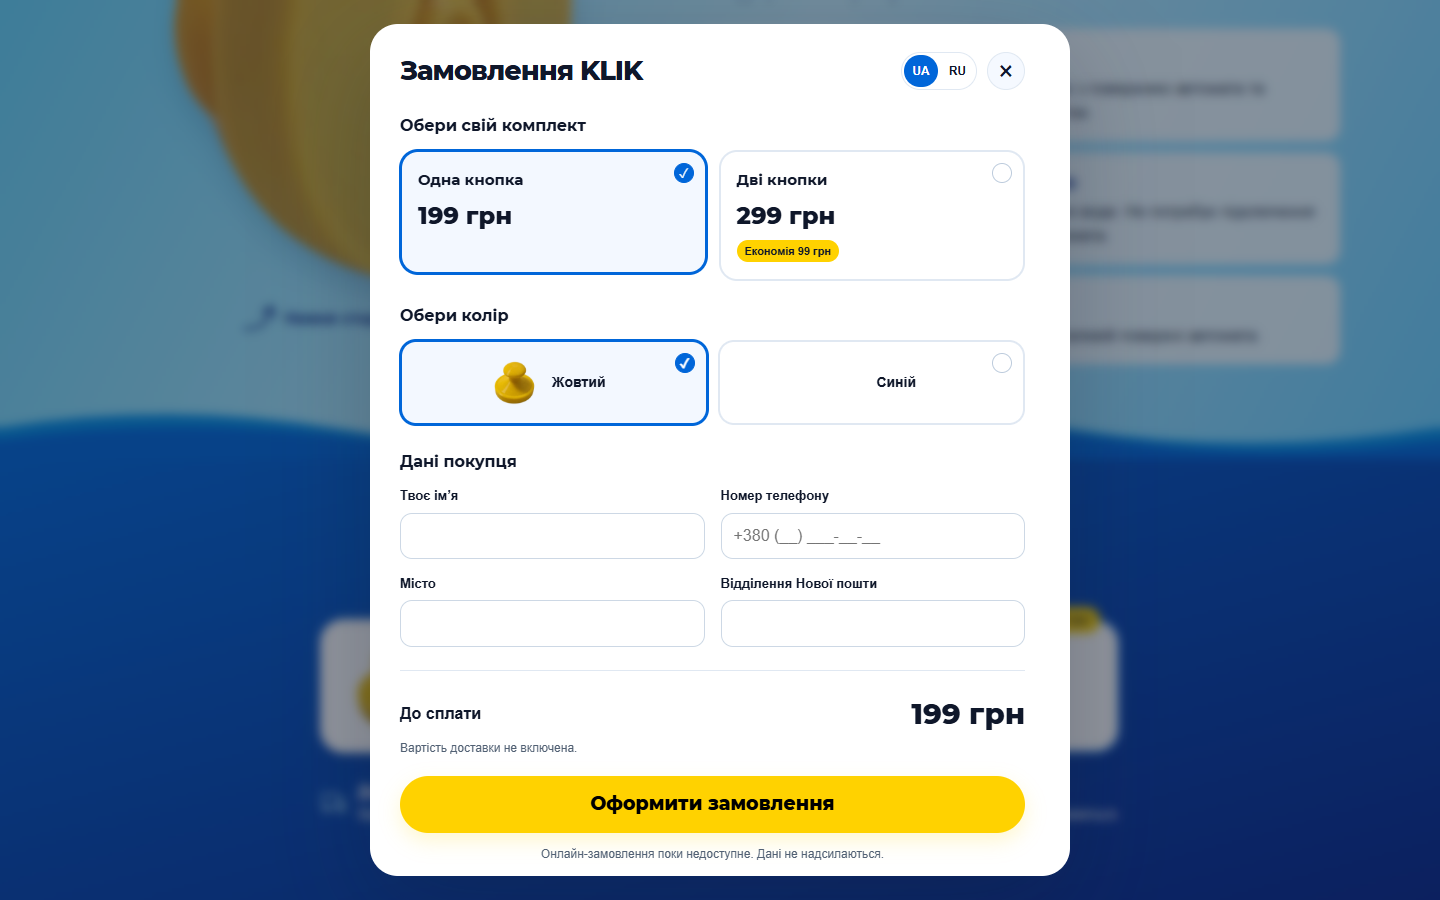 Замовлення KLIK
UA RU
Обери свій комплект
Одна кнопка
199 грн
Дві кнопки
299 грн
Економія 99 грн
Обери колір
Жовтий
Синій
Дані покупця
Твоє ім’я
Номер телефону
+380 (__) ___-__-__
Місто
Відділення Нової пошти
До сплати
199 грн
Вартість доставки не включена.
Оформити замовлення
Онлайн-замовлення поки недоступне. Дані не надсилаються.